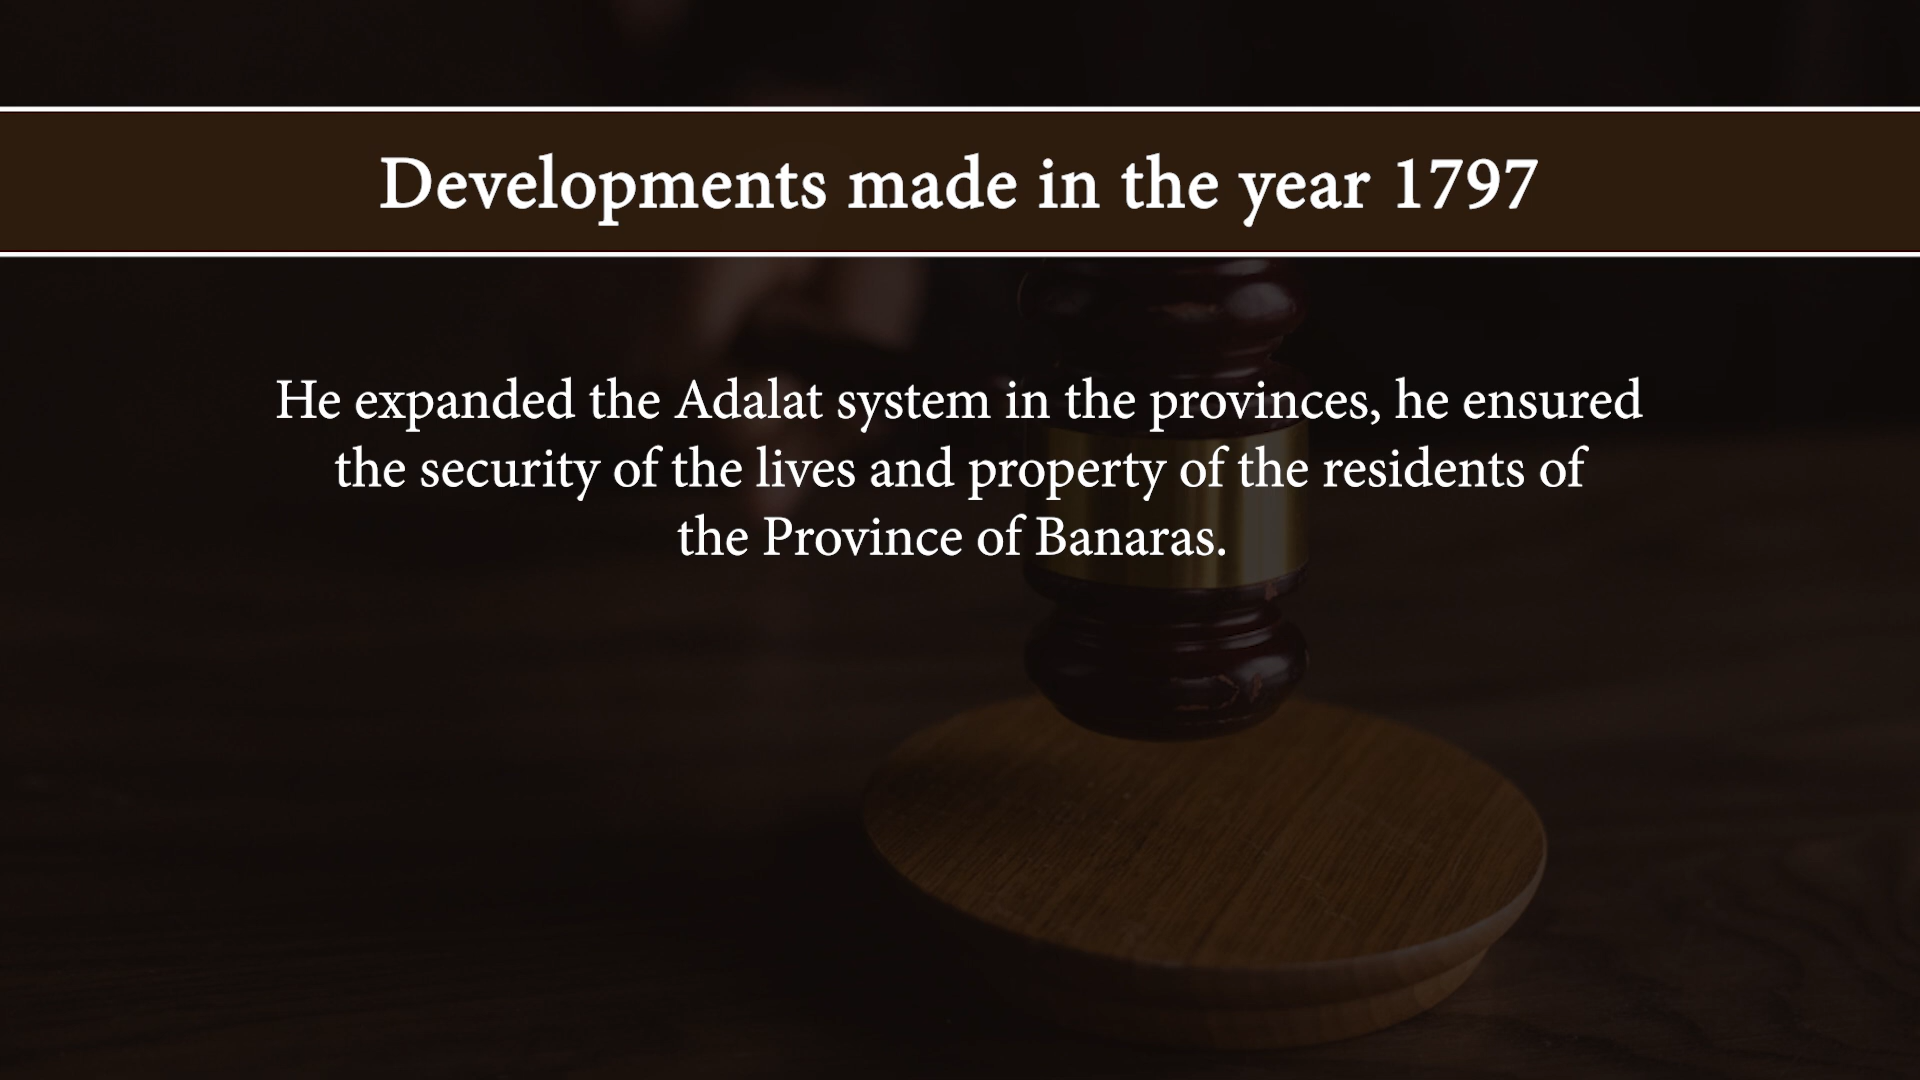 Developments made in the year 1797
He expanded the Adalat system in the provinces, he ensured
the security of the lives and property of the residents of
the Province of Banaras.